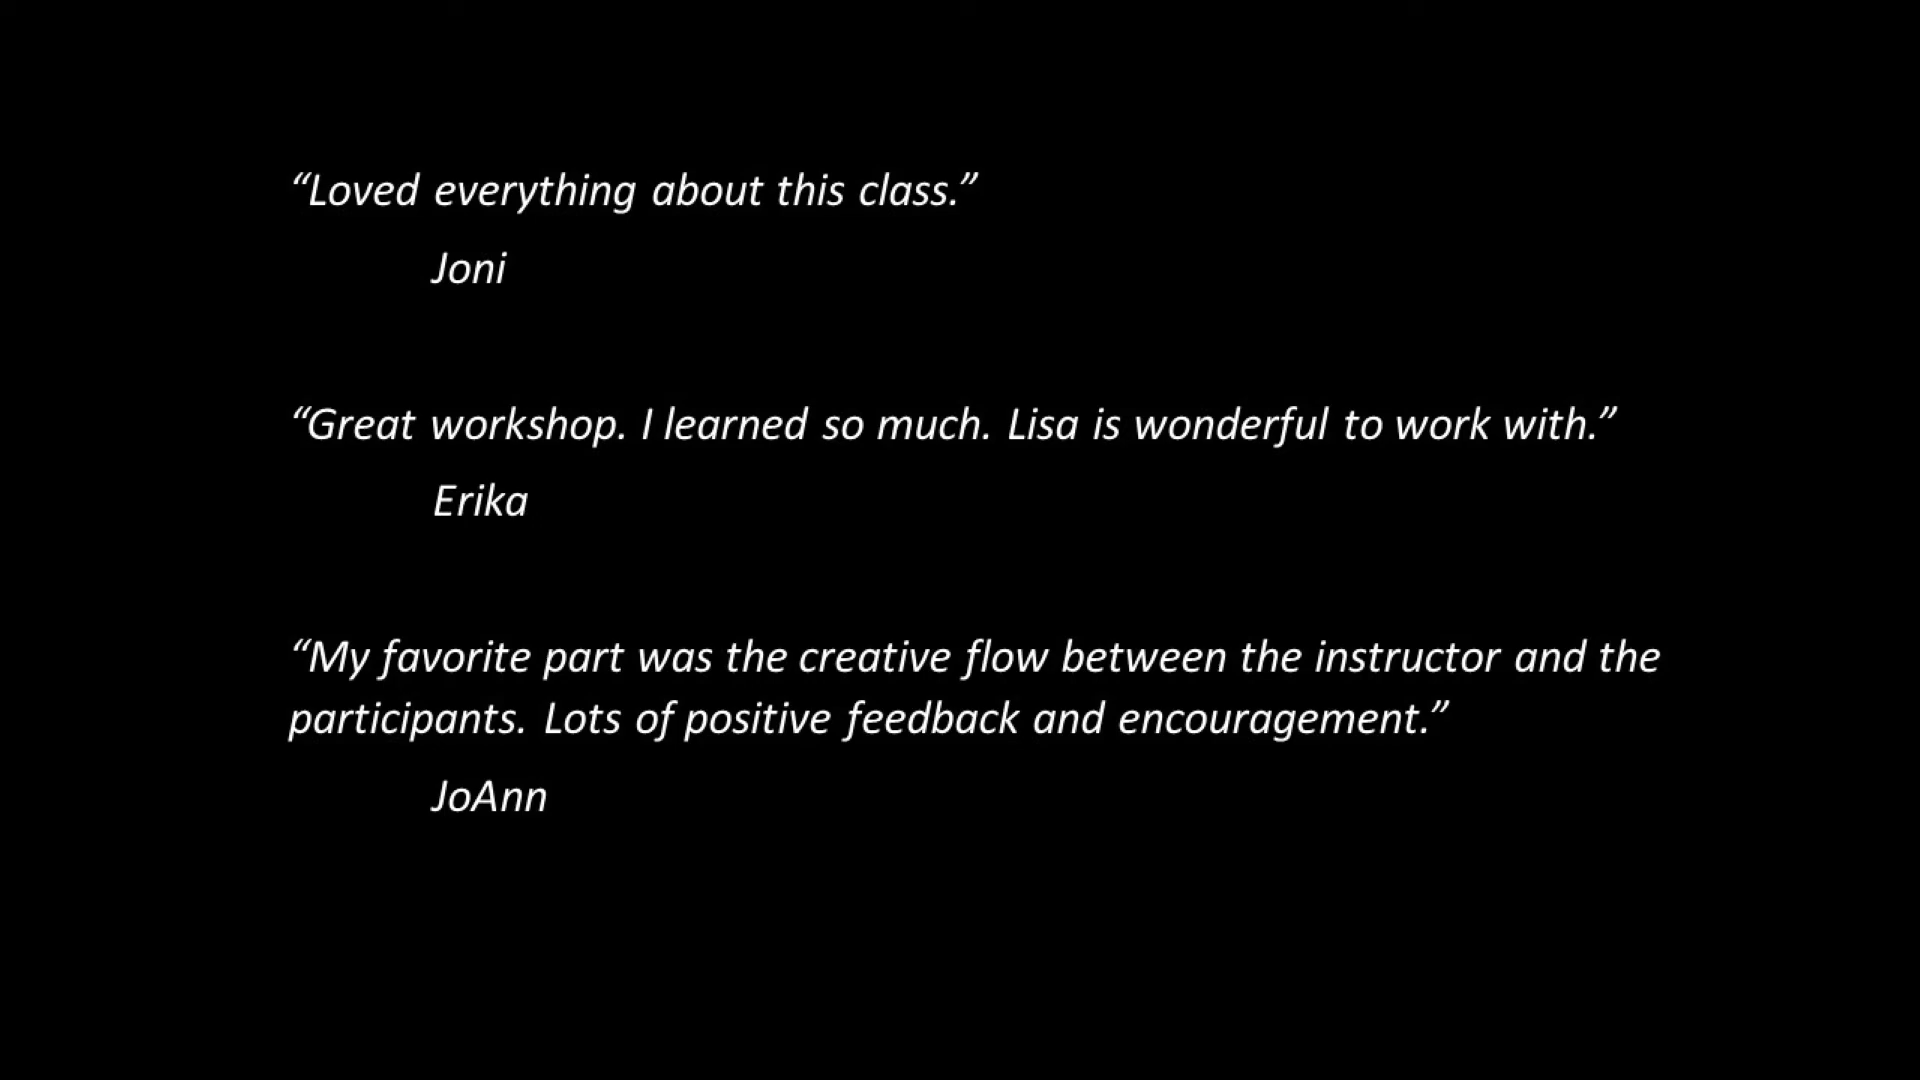 “Loved everything about this class.”
Joni
“Great workshop. I learned so much. Lisa is wonderful to work with.”
Erika
“My favorite part was the creative flow between the instructor and the
participants. Lots of positive feedback and encouragement.”
JoAnn